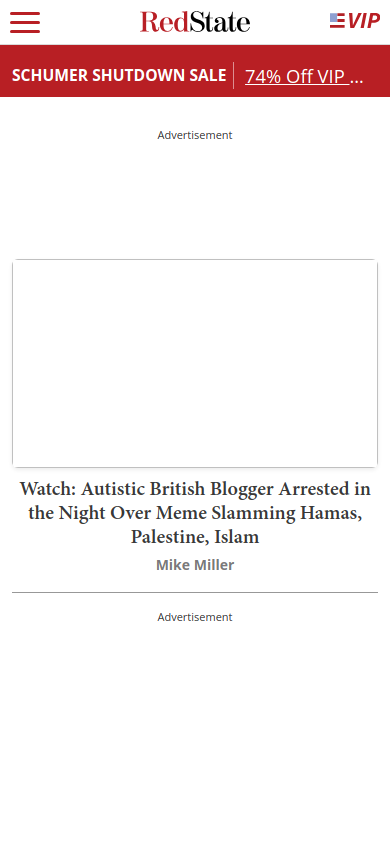 RedState
VIP
SCHUMER SHUTDOWN SALE
74% Off VIP ...
Advertisement
Watch: Autistic British Blogger Arrested in
the Night Over Meme Slamming Hamas,
Palestine, Islam
Mike Miller
Advertisement